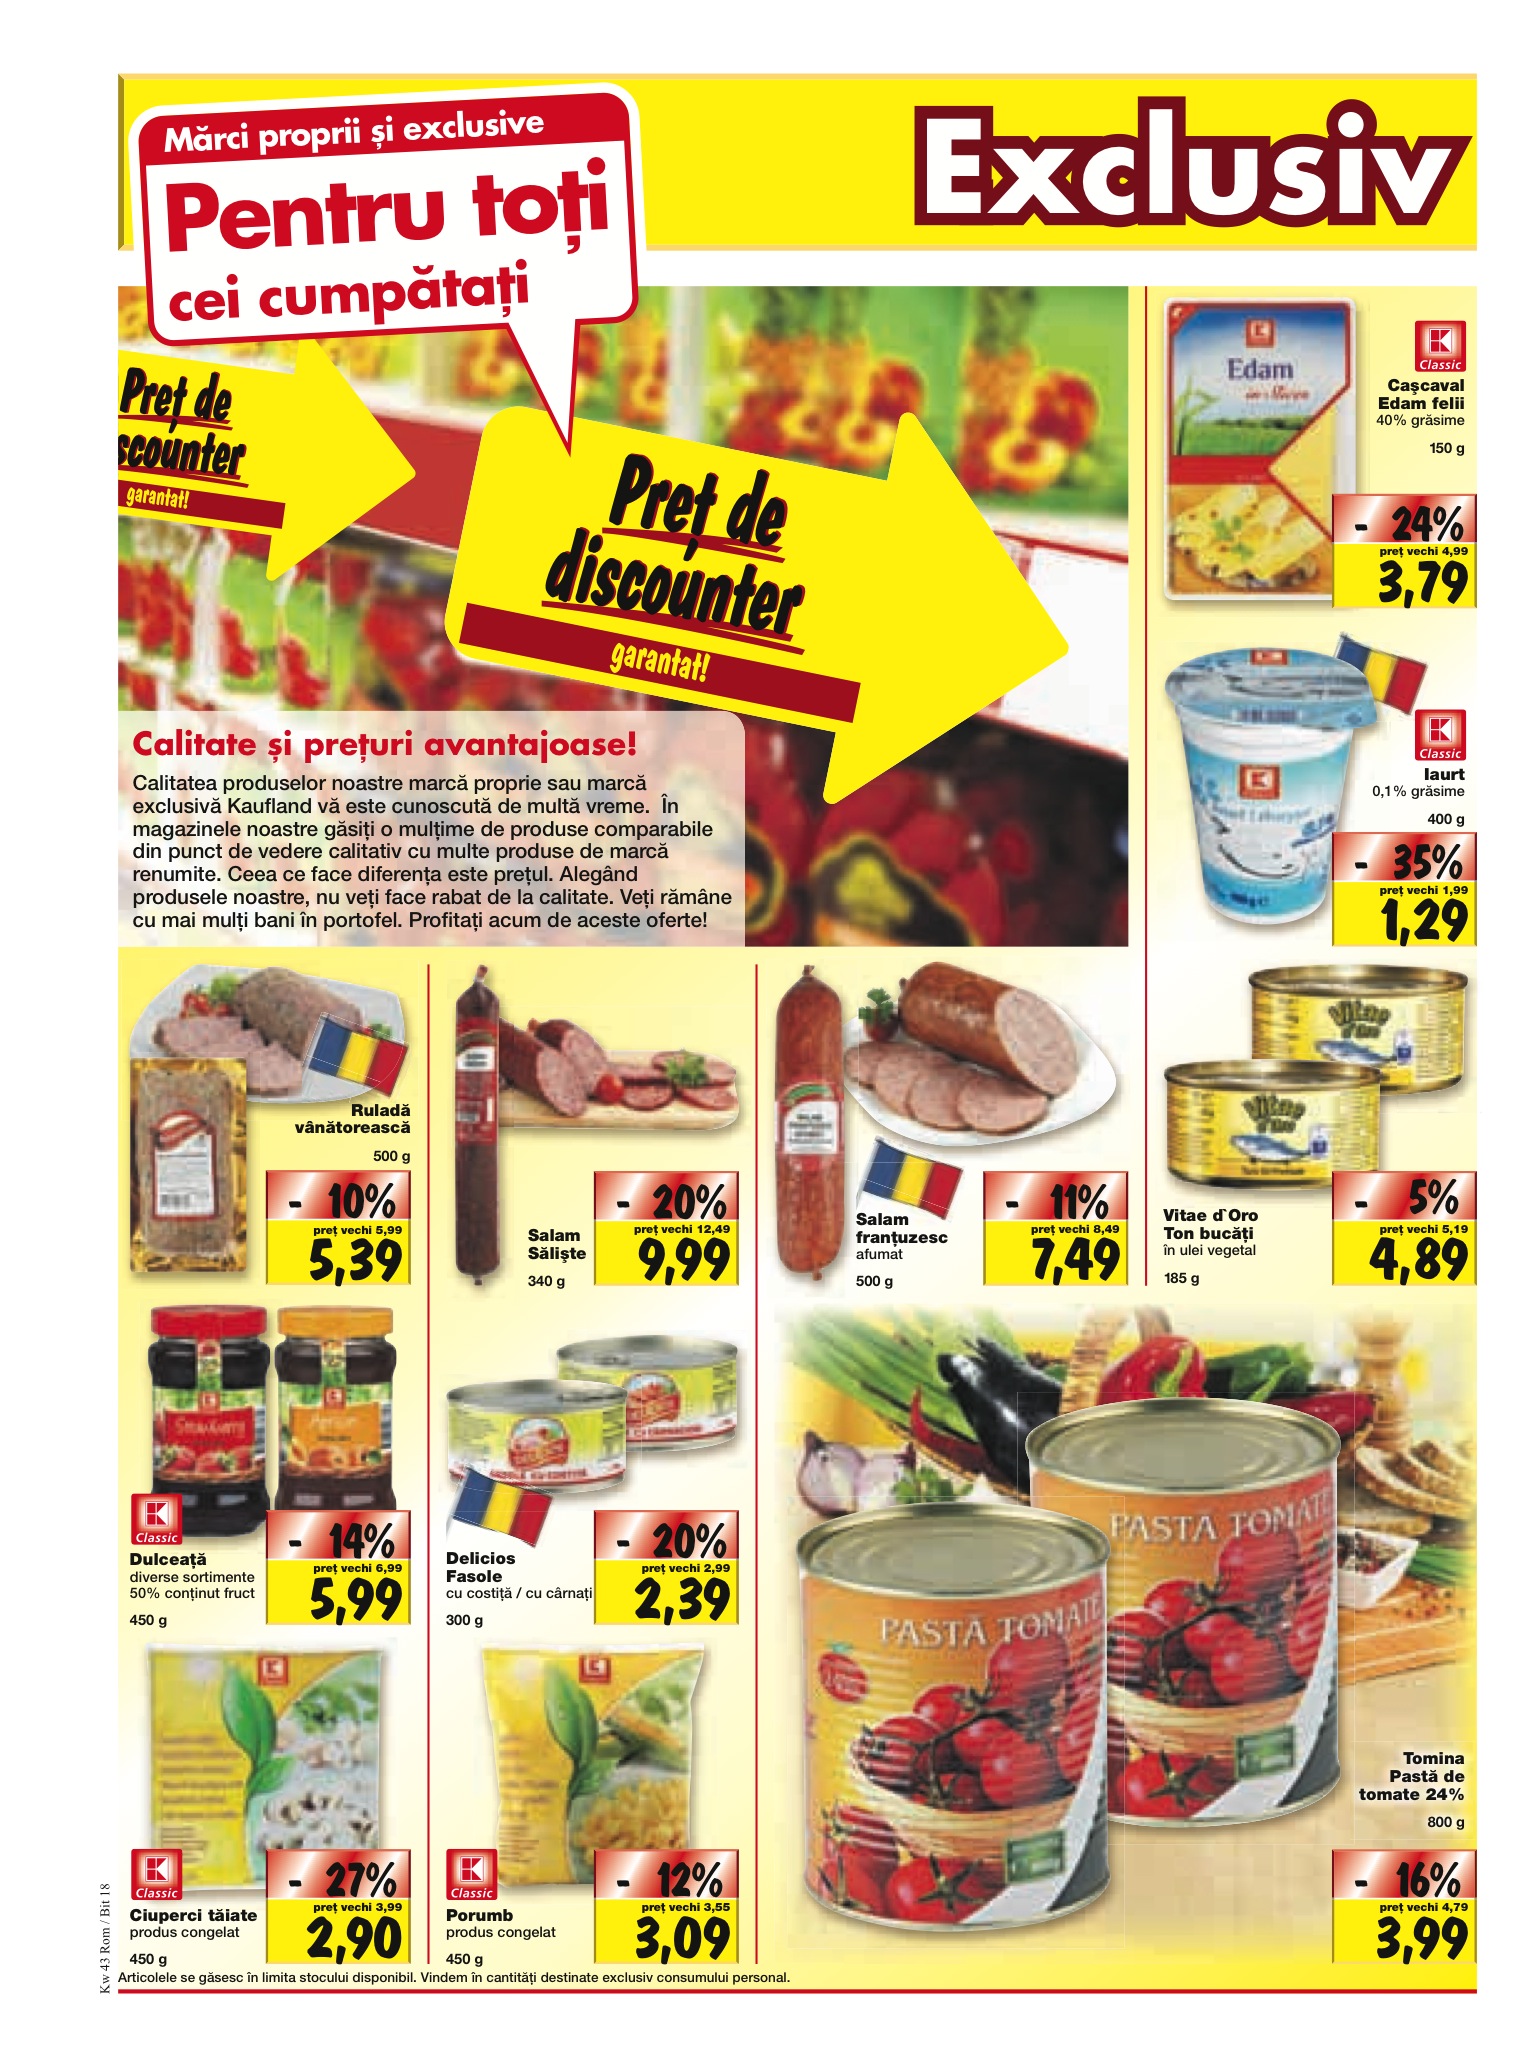 Mărci proprii și exclusive
Pentru toți
cei cumpătați
Exclusiv
Preț de
scounter
garantat!
Preț de
discounter
garantat!
Calitate și prețuri avantajoase!
Calitatea produselor noastre marcă proprie sau marcă
exclusivă Kaufland vă este cunoscută de multă vreme. În
magazinele noastre găsiți o mulțime de produse comparabile
din punct de vedere calitativ cu multe produse de marcă
renumite. Ceea ce face diferența este prețul. Alegând
produsele noastre, nu veți face rabat de la calitate. Veți rămâne
cu mai mulți bani în portofel. Profitați acum de aceste oferte!
Edam
K
Classic
Caşcaval
Edam felii
40% grăsime
150 g
- 24%
preț vechi 4,99
3,79
K
Classic
Iaurt
0,1% grăsime
400 g
- 35%
preț vechi 1,99
1,29
Ruladă
vânătorească
500 g
- 10%
preț vechi 5,99
5,39
Salam
Săliște
340 g
- 20%
preț vechi 12,49
9,99
Salam
franțuzesc
afumat
500 g
- 11%
preț vechi 8,49
7,49
Vitae
d'Oro
Vitae
d'Oro
Vitae d`Oro
Ton bucăți
în ulei vegetal
185 g
- 5%
preț vechi 5,19
4,89
K
Classic
Dulceață
diverse sortimente
50% conținut fruct
450 g
- 14%
preț vechi 6,99
5,99
Delicios
Fasole
cu costiță / cu cârnați
300 g
- 20%
preț vechi 2,99
2,39
PASTĂ TOMATE
PASTĂ TOMATE
Tomina
Pastă de
tomate 24%
800 g
- 16%
preț vechi 4,79
3,99
K
Classic
Ciuperci tăiate
produs congelat
450 g
- 27%
preț vechi 3,99
2,90
K
Classic
Porumb
produs congelat
450 g
- 12%
preț vechi 3,55
3,09
Articolele se găsesc în limita stocului disponibil. Vindem în cantități destinate exclusiv consumului personal.
Kw 43 Rom / Bit 18